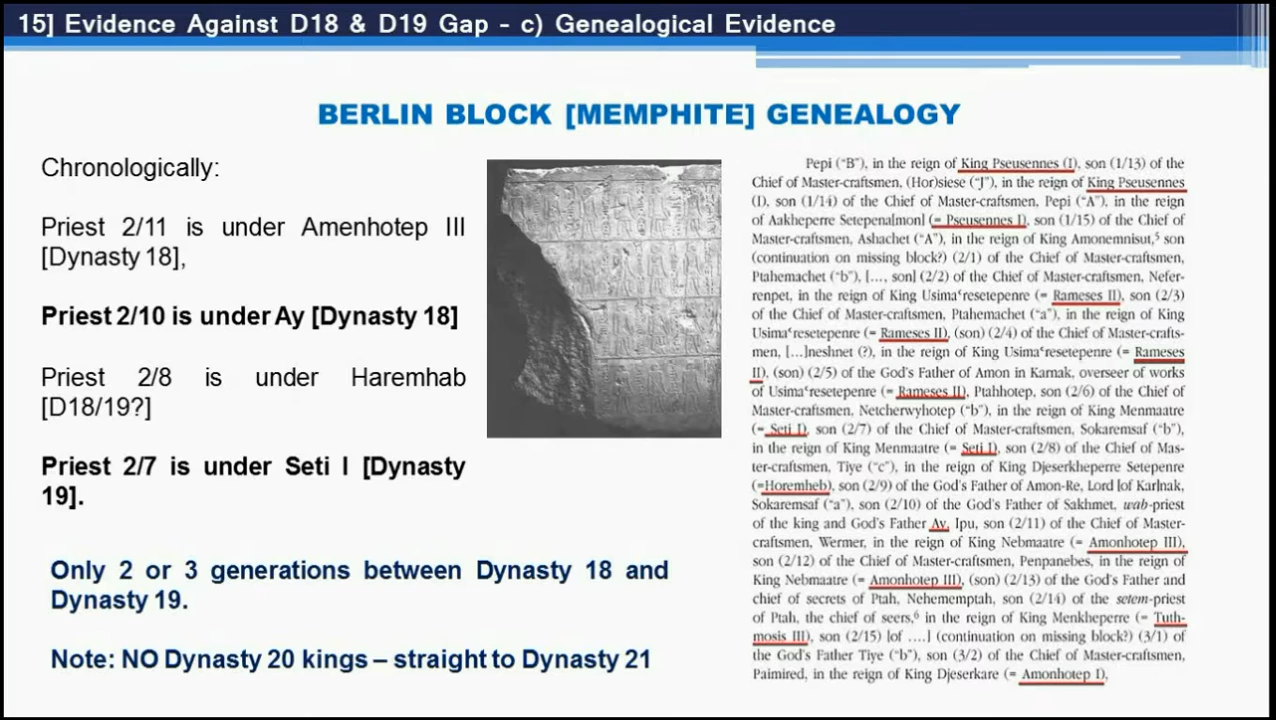 15] Evidence Against D18 & D19 Gap - c) Genealogical Evidence
BERLIN BLOCK [MEMPHITE] GENEALOGY
Chronologically:
Priest 2/11 is under Amenhotep III
[Dynasty 18],
Priest 2/10 is under Ay [Dynasty 18]
Priest 2/8 is under Haremhab
[D18/19?]
Priest 2/7 is under Seti I [Dynasty
19].
Only 2 or 3 generations between Dynasty 18 and
Dynasty 19.
Note: NO Dynasty 20 kings – straight to Dynasty 21
Pepi (“B”), in the reign of King Pseusennes (I), son (1/13) of the
Chief of Master-craftsmen, (Hor)siese (“J”), in the reign of King Pseusennes
(I), son (1/14) of the Chief of Master-craftsmen, Pepi (“A”), in the reign
of Aakheperre Setepenalmon[ (= Pseusennes I), son (1/15) of the Chief of
Master-craftsmen, Ashachet (“A”), in the reign of King Amonemnisut,⁵ son
(continuation on missing block?) (2/1) of the Chief of Master-craftsmen,
Ptahemachet (“b”), [..., son] (2/2) of the Chief of Master-craftsmen, Nefer-
renpet, in the reign of King Usimaʿresetepenre (= Rameses II), son (2/3)
of the Chief of Master-craftsmen, Ptahemachet (“a”), in the reign of King
Usimaʿresetepenre (= Rameses II), (son) (2/4) of the Chief of Master-crafts-
men, [...]neshnet (?), in the reign of King Usimaʿresetepenre (= Rameses
II), (son) (2/5) of the God's Father of Amon in Karnak, overseer of works
of Usimaʿresetepenre (= Rameses II), Ptahhotep, son (2/6) of the Chief of
Master-craftsmen, Netcherwyhotep (“b”), in the reign of King Menmaatre
(= Seti I), son (2/7) of the Chief of Master-craftsmen, Sokaremsaf (“b”),
in the reign of King Menmaatre (= Seti I), son (2/8) of the Chief of Mas-
ter-craftsmen, Tiye (“c”), in the reign of King Djeserkheperre Setepenre
(=Horemheb), son (2/9) of the God's Father of Amon-Re, Lord [of Kar]nak,
Sokaremsaf (“a”), son (2/10) of the God's Father of Sakhmet, wab-priest
of the king and God's Father Ay, Ipu, son (2/11) of the Chief of Master-
craftsmen, Wermer, in the reign of King Nebmaatre (= Amonhotep III),
son (2/12) of the Chief of Master-craftsmen, Penpanebes, in the reign of
King Nebmaatre (= Amonhotep III), (son) (2/13) of the God's Father and
chief of secrets of Ptah, Nehememptah, son (2/14) of the setem-priest
of Ptah, the chief of seers,⁶ in the reign of King Menkheperre (= Tuth-
mosis III), son (2/15) [of ....] (continuation on missing block?) (3/1) of
the God's Father Tiye (“b”), son (3/2) of the Chief of Master-craftsmen,
Paimired, in the reign of King Djeserkare (= Amonhotep I),